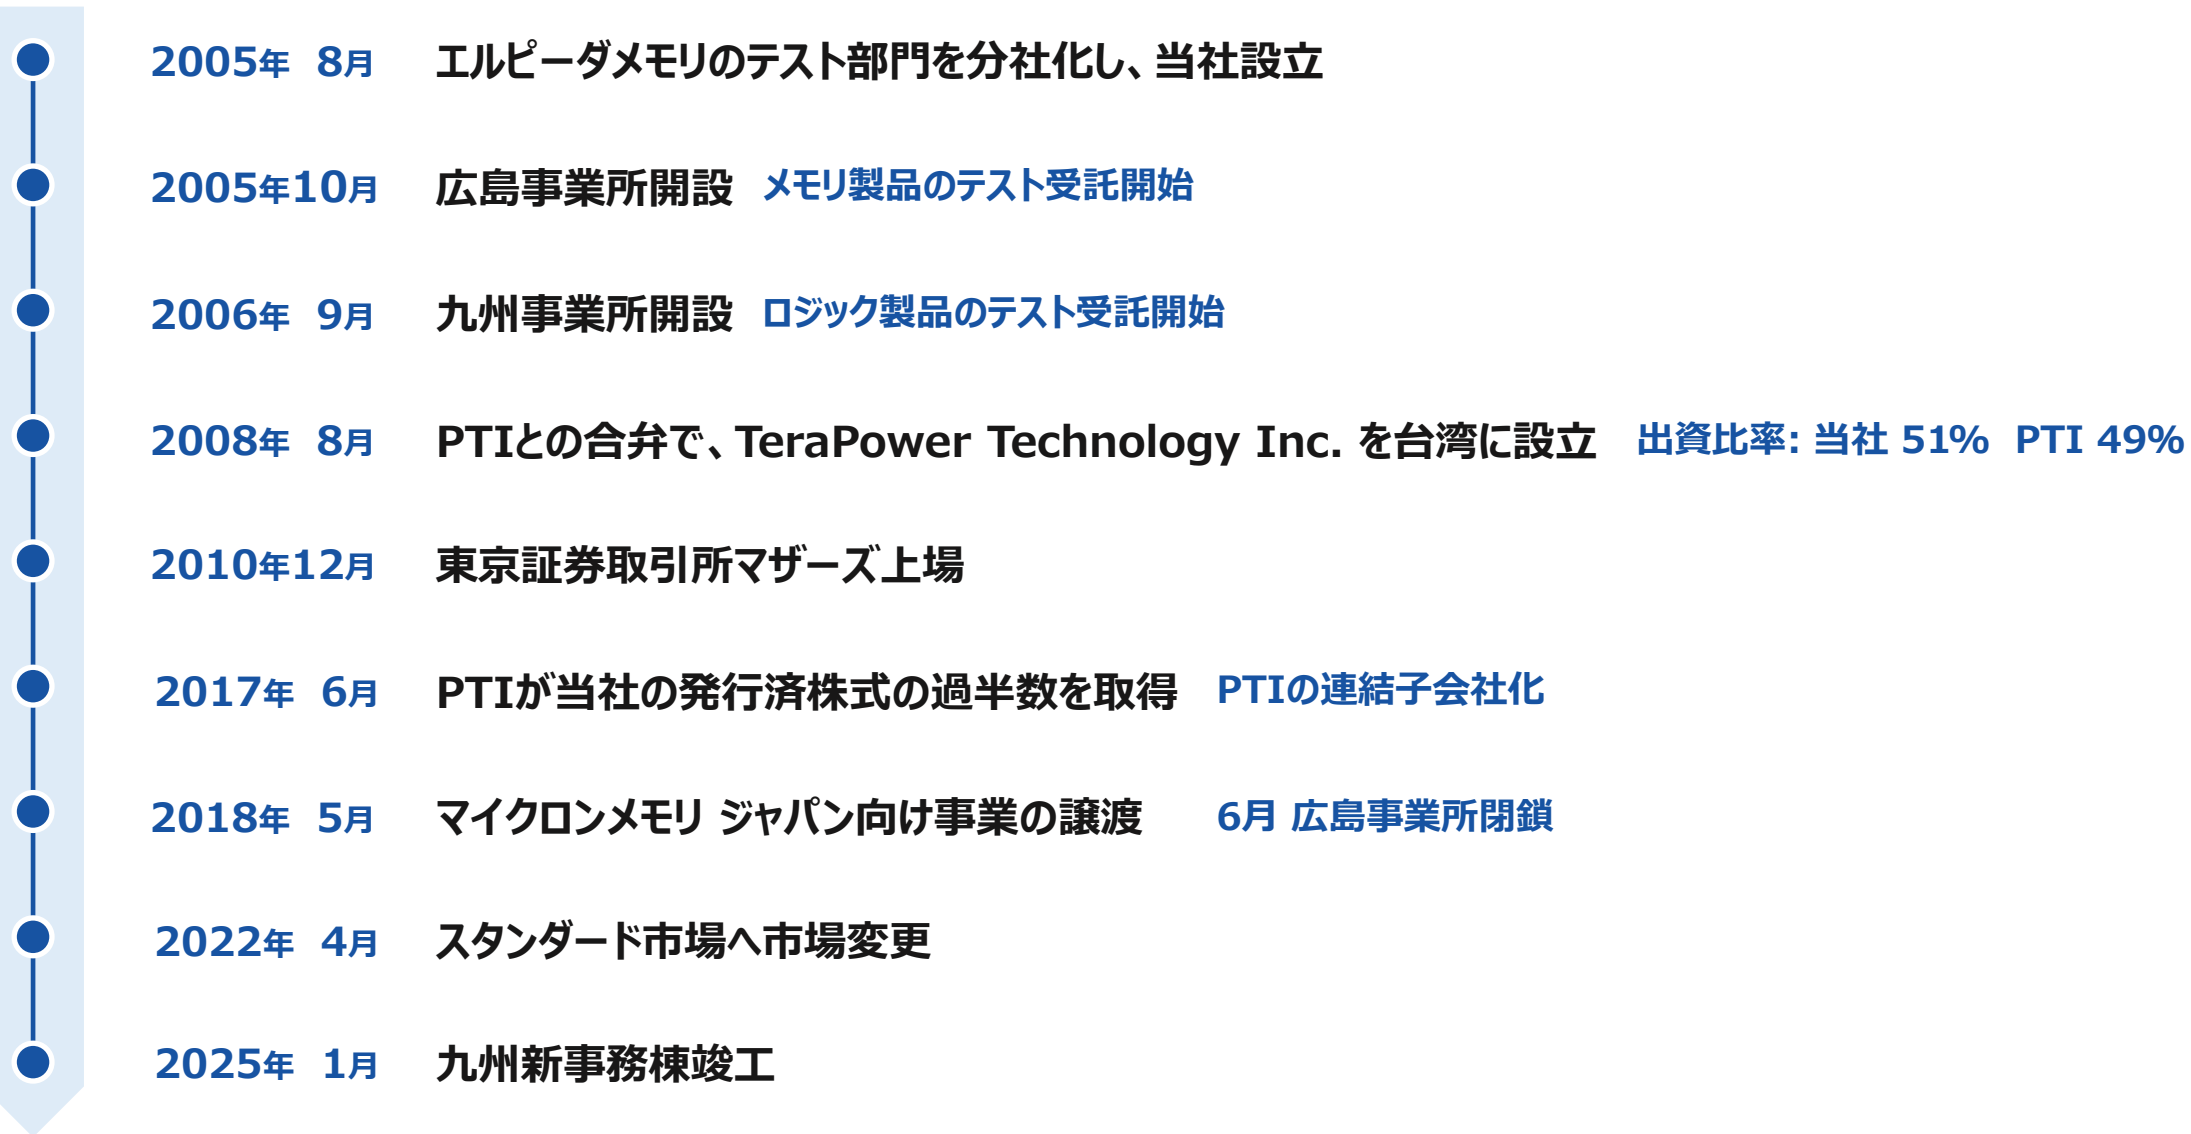 2005年 8月 エルピーダメモリのテスト部門を分社化し、当社設立
2005年10月 広島事業所開設 メモリ製品のテスト受託開始
2006年 9月 九州事業所開設 ロジック製品のテスト受託開始
2008年 8月 PTIとの合弁で、TeraPower Technology Inc. を台湾に設立 出資比率: 当社 51% PTI 49%
2010年12月 東京証券取引所マザーズ上場
2017年 6月 PTIが当社の発行済株式の過半数を取得 PTIの連結子会社化
2018年 5月 マイクロンメモリ ジャパン向け事業の譲渡 6月 広島事業所閉鎖
2022年 4月 スタンダード市場へ市場変更
2025年 1月 九州新事務棟竣工